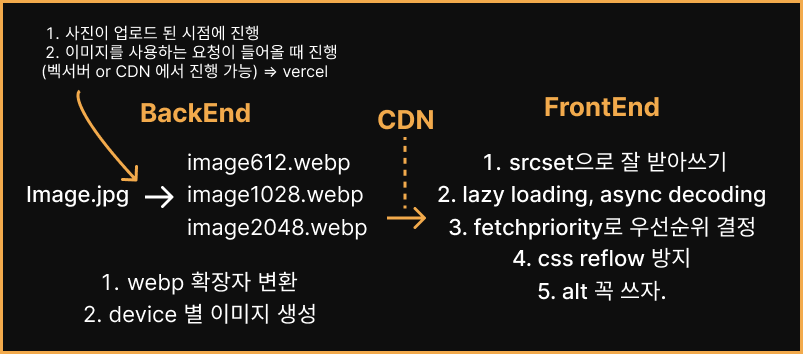 1. 사진이 업로드 된 시점에 진행
2. 이미지를 사용하는 요청이 들어올 때 진행
(벡서버 or CDN 에서 진행 가능) => vercel
BackEnd
Image.jpg
image612.webp
image1028.webp
image2048.webp
1. webp 확장자 변환
2. device 별 이미지 생성
CDN
FrontEnd
1. srcset으로 잘 받아쓰기
2. lazy loading, async decoding
3. fetchpriority로 우선순위 결정
4. css reflow 방지
5. alt 꼭 쓰자.